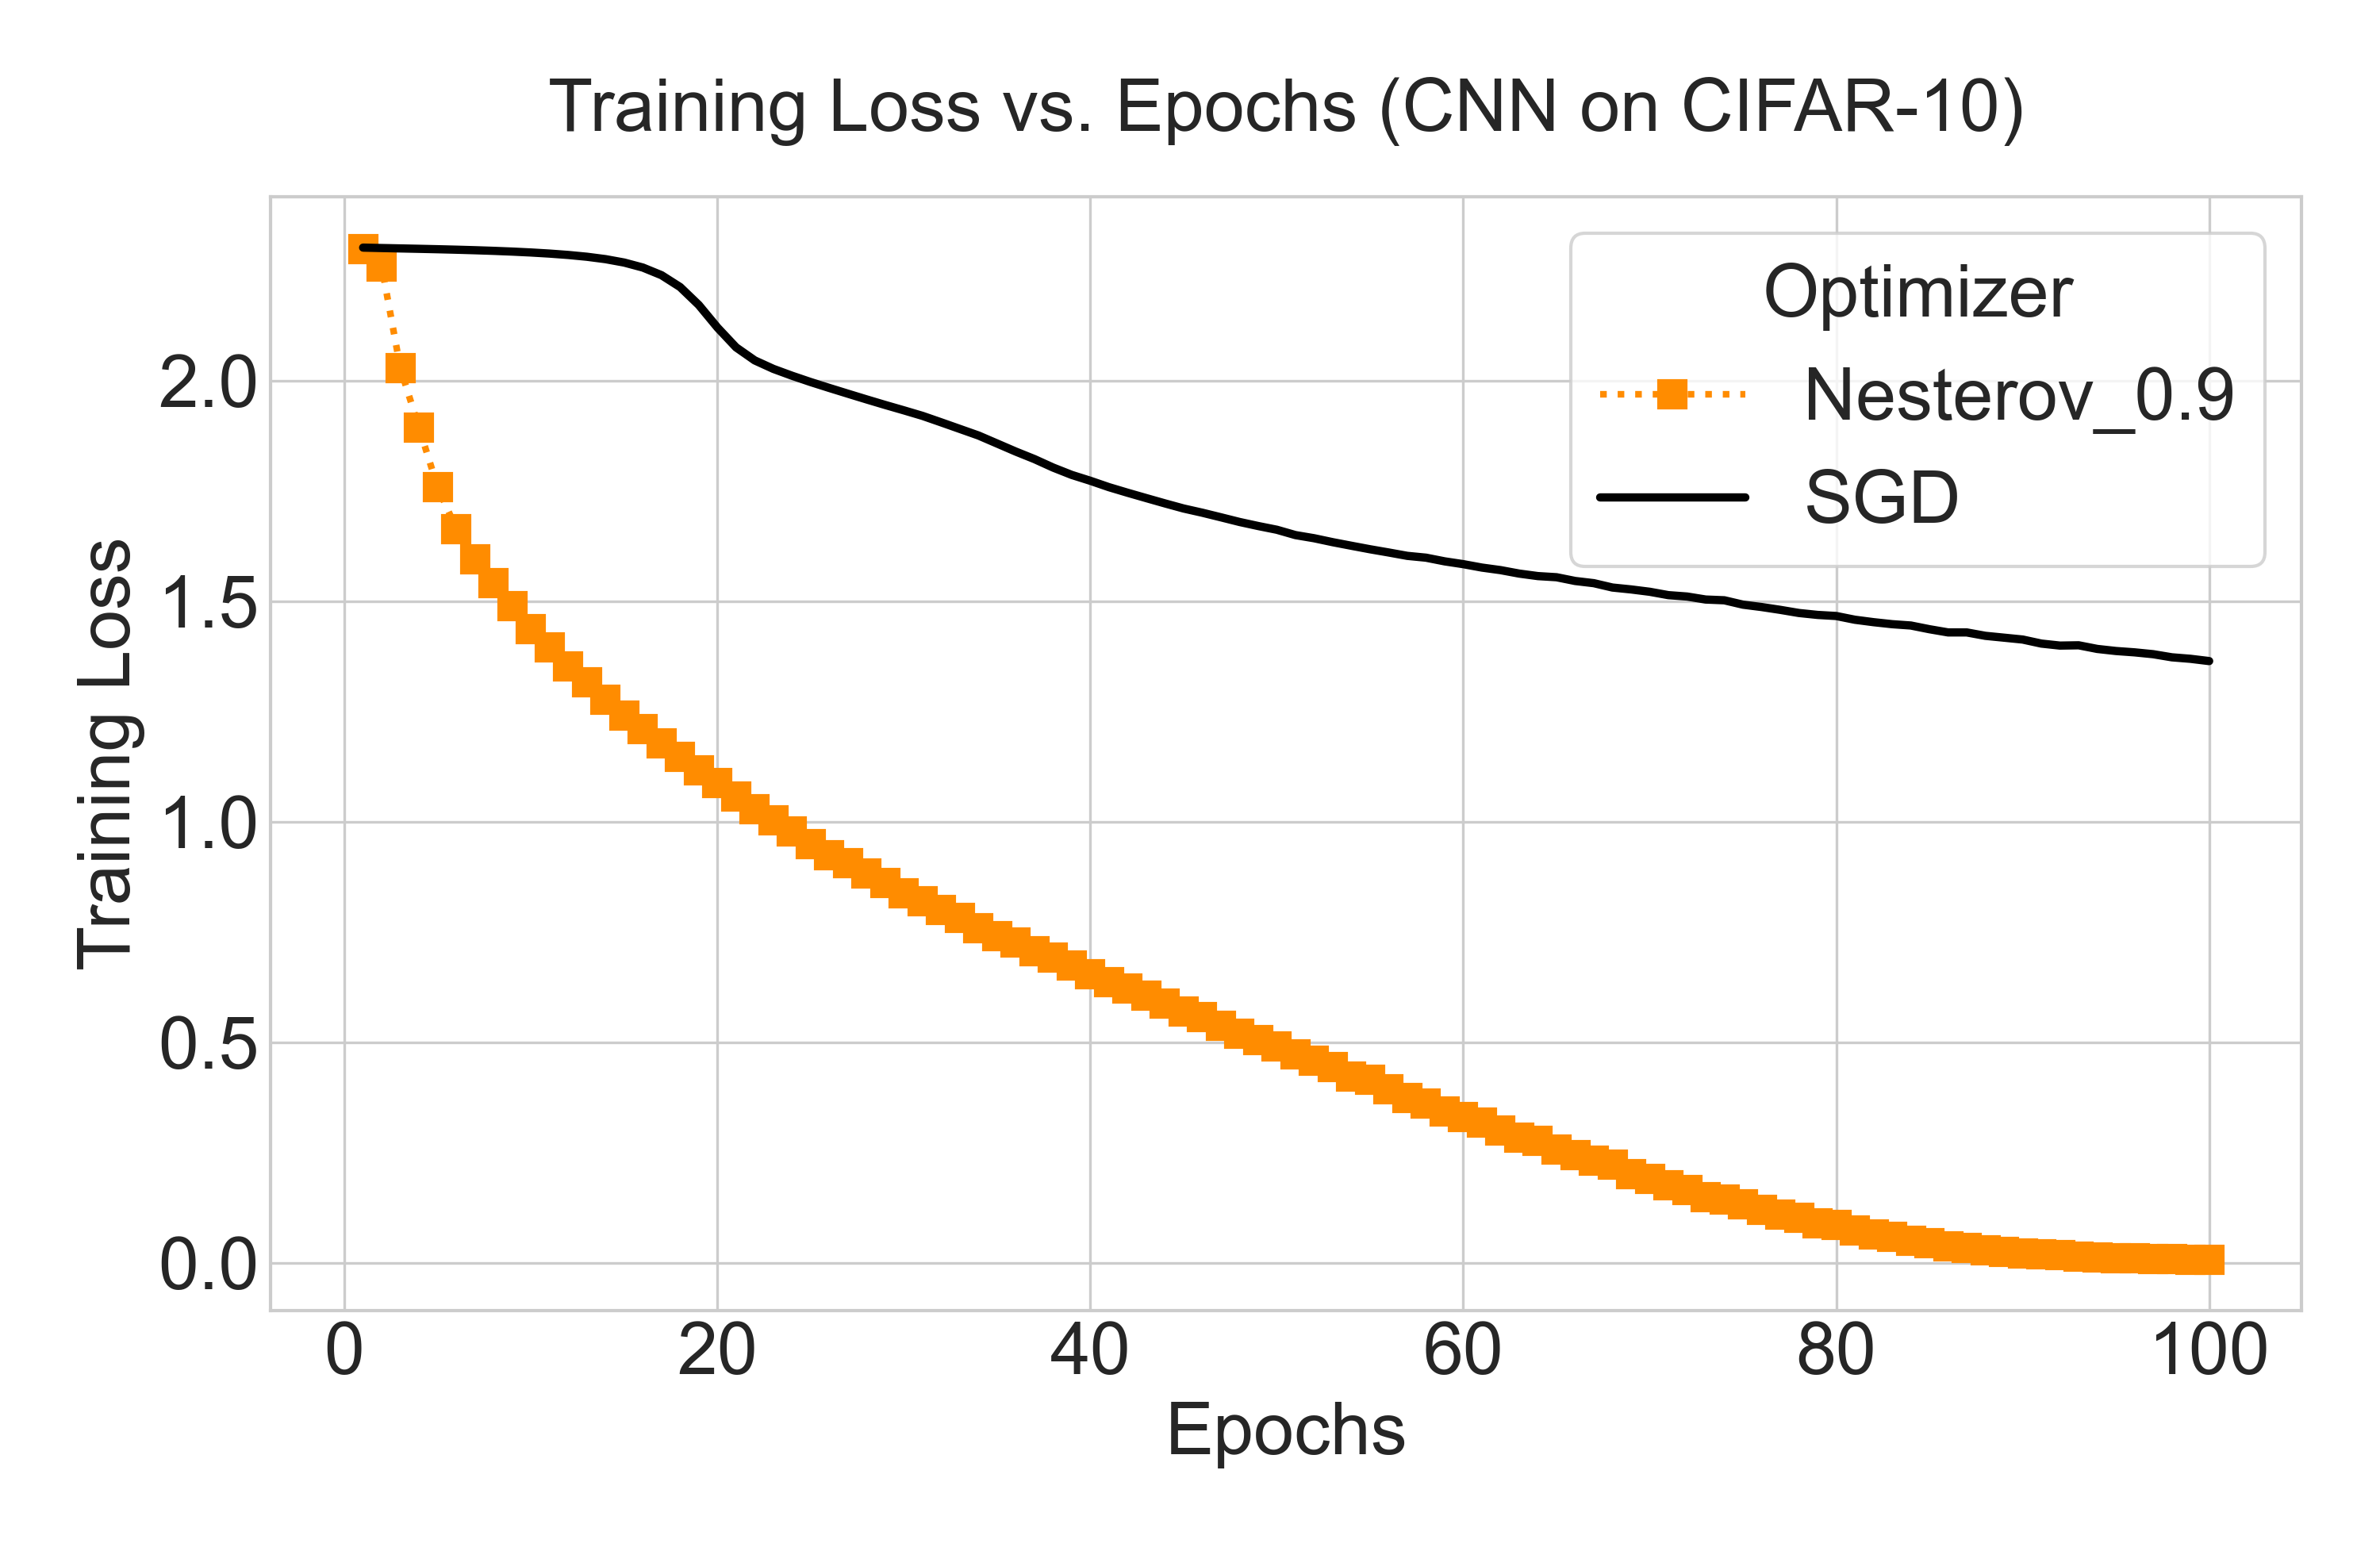 Training Loss vs. Epochs (CNN on CIFAR-10)
Optimizer
Nesterov_0.9
SGD
Training Loss
2.0
1.5
1.0
0.5
0.0
0 20 40 60 80 100
Epochs